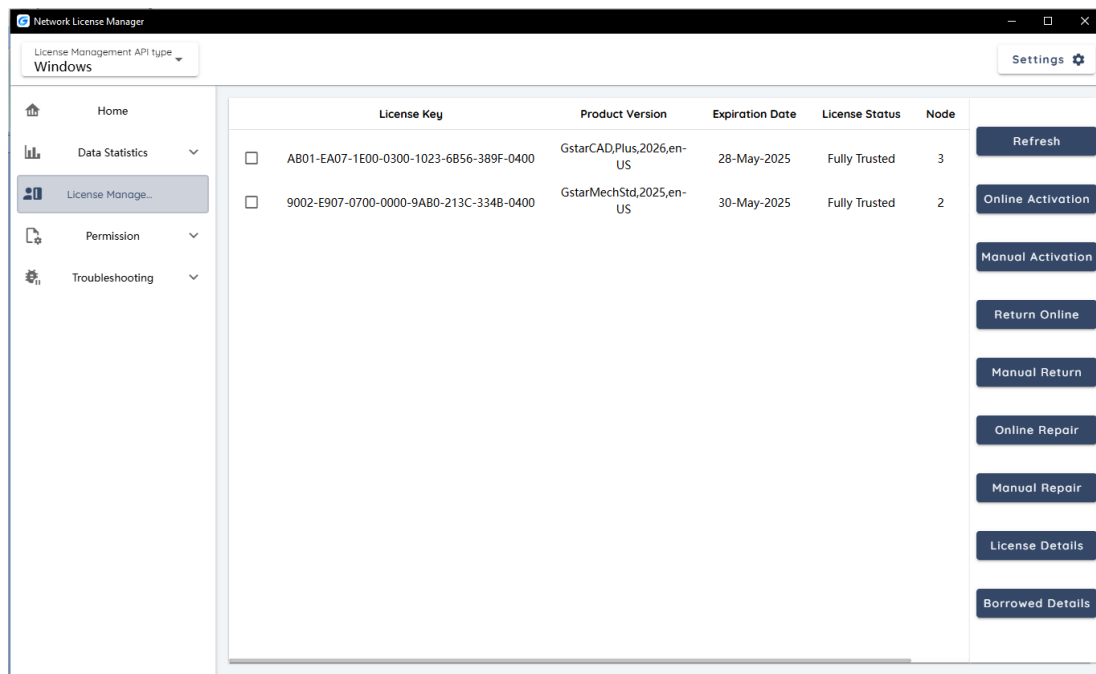 Network License Manager
License Management API type
Windows
Settings
Home
Data Statistics
License Manage...
Permission
Troubleshooting
License Key Product Version Expiration Date License Status Node
AB01-EA07-1E00-0300-1023-6B56-389F-0400 GstarCAD,Plus,2026,en-US 28-May-2025 Fully Trusted 3
9002-E907-0700-0000-9AB0-213C-334B-0400 GstarMechStd,2025,en-US 30-May-2025 Fully Trusted 2
Refresh
Online Activation
Manual Activation
Return Online
Manual Return
Online Repair
Manual Repair
License Details
Borrowed Details